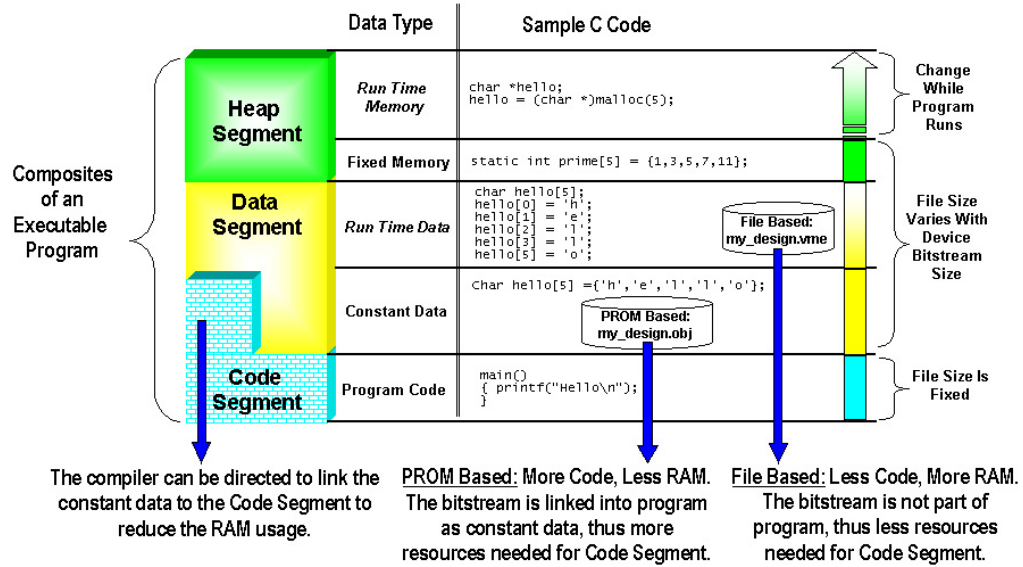 Data Type
Sample C Code
Composites
of an
Executable
Program
Heap
Segment
Run Time
Memory
char *hello;
hello = (char *)malloc(5);
Change
While
Program
Runs
Fixed Memory
static int prime[5] = {1,3,5,7,11};
Data
Segment
Run Time Data
char hello[5];
hello[0] = 'h';
hello[1] = 'e';
hello[2] = 'l';
hello[3] = 'l';
hello[5] = 'o';
File Based:
my_design.vme
File Size
Varies With
Device
Bitstream
Size
Constant Data
Char hello[5] ={'h','e','l','l','o'};
PROM Based:
my_design.obj
Code
Segment
Program Code
main()
{ printf("Hello\n");
}
File Size Is
Fixed
The compiler can be directed to link the
constant data to the Code Segment to
reduce the RAM usage.
PROM Based: More Code, Less RAM.
The bitstream is linked into program
as constant data, thus more
resources needed for Code Segment.
File Based: Less Code, More RAM.
The bitstream is not part of
program, thus less resources
needed for Code Segment.